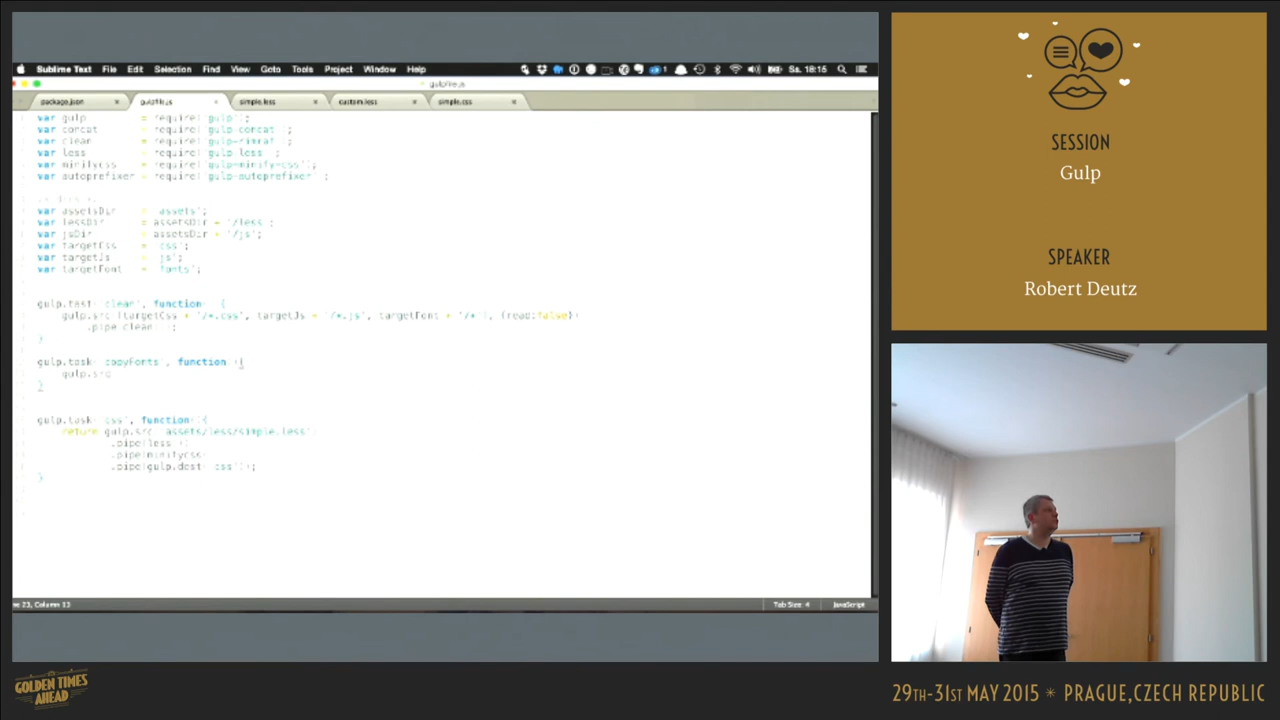 Sublime Text File Edit Selection Find View Goto Tools Project Window Help
Sa. 18:15
gulpfile.js
package.json
gulpfile.js
simple.less
custom.less
simple.css
var gulp = require('gulp');
var concat = require('gulp-concat');
var clean = require('gulp-rimraf');
var less = require('gulp-less');
var minifycss = require('gulp-minify-css');
var autoprefixer = require('gulp-autoprefixer');
var assetsDir = 'assets';
var lessDir = assetsDir + '/less';
var jsDir = assetsDir + '/js';
var targetCss = 'css';
var targetJs = 'js';
var targetFont = 'fonts';
gulp.task('clean', function() {
gulp.src([targetCss + '/*.css', targetJs + '/*.js', targetFont + '/*'], {read:false})
.pipe(clean());
}
gulp.task('copyFonts', function(){
gulp.src
}
gulp.task('css', function(){
return gulp.src('assets/less/simple.less')
.pipe(less())
.pipe(minifycss)
.pipe(gulp.dest('css'));
}
23, Column 13
Tab Size: 4
JavaScript
SESSION
Gulp
SPEAKER
Robert Deutz
GOLDEN TIMES
AHEAD
29TH-31ST MAY 2015 * PRAGUE, CZECH REPUBLIC